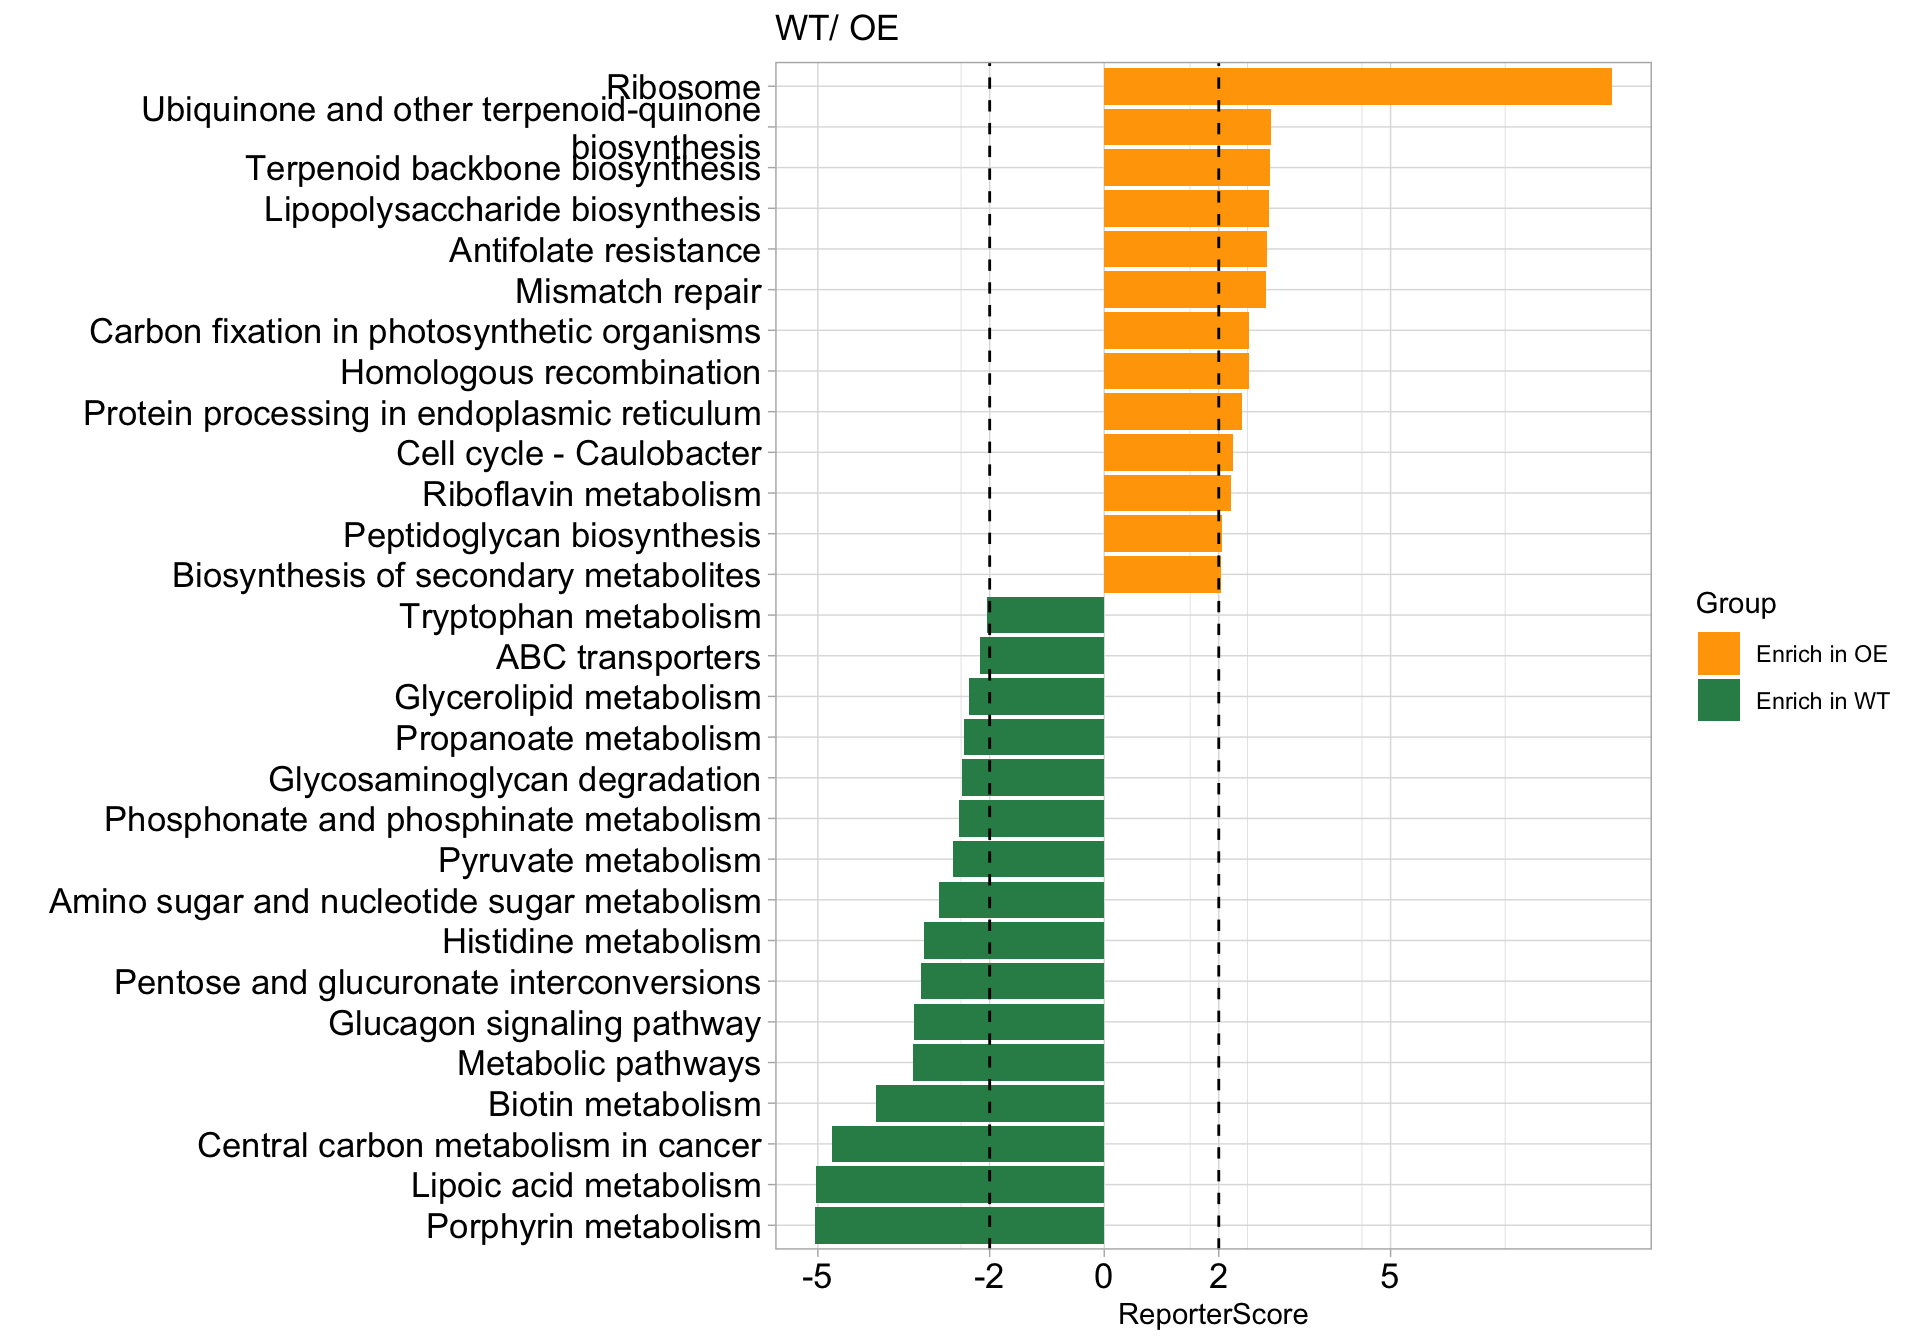 WT/ OE
Ribosome
Ubiquinone and other terpenoid-quinone
biosynthesis
Terpenoid backbone biosynthesis
Lipopolysaccharide biosynthesis
Antifolate resistance
Mismatch repair
Carbon fixation in photosynthetic organisms
Homologous recombination
Protein processing in endoplasmic reticulum
Cell cycle - Caulobacter
Riboflavin metabolism
Peptidoglycan biosynthesis
Biosynthesis of secondary metabolites
Tryptophan metabolism
ABC transporters
Glycerolipid metabolism
Propanoate metabolism
Glycosaminoglycan degradation
Phosphonate and phosphinate metabolism
Pyruvate metabolism
Amino sugar and nucleotide sugar metabolism
Histidine metabolism
Pentose and glucuronate interconversions
Glucagon signaling pathway
Metabolic pathways
Biotin metabolism
Central carbon metabolism in cancer
Lipoic acid metabolism
Porphyrin metabolism
-5 -2 0 2 5
ReporterScore
Group
Enrich in OE
Enrich in WT